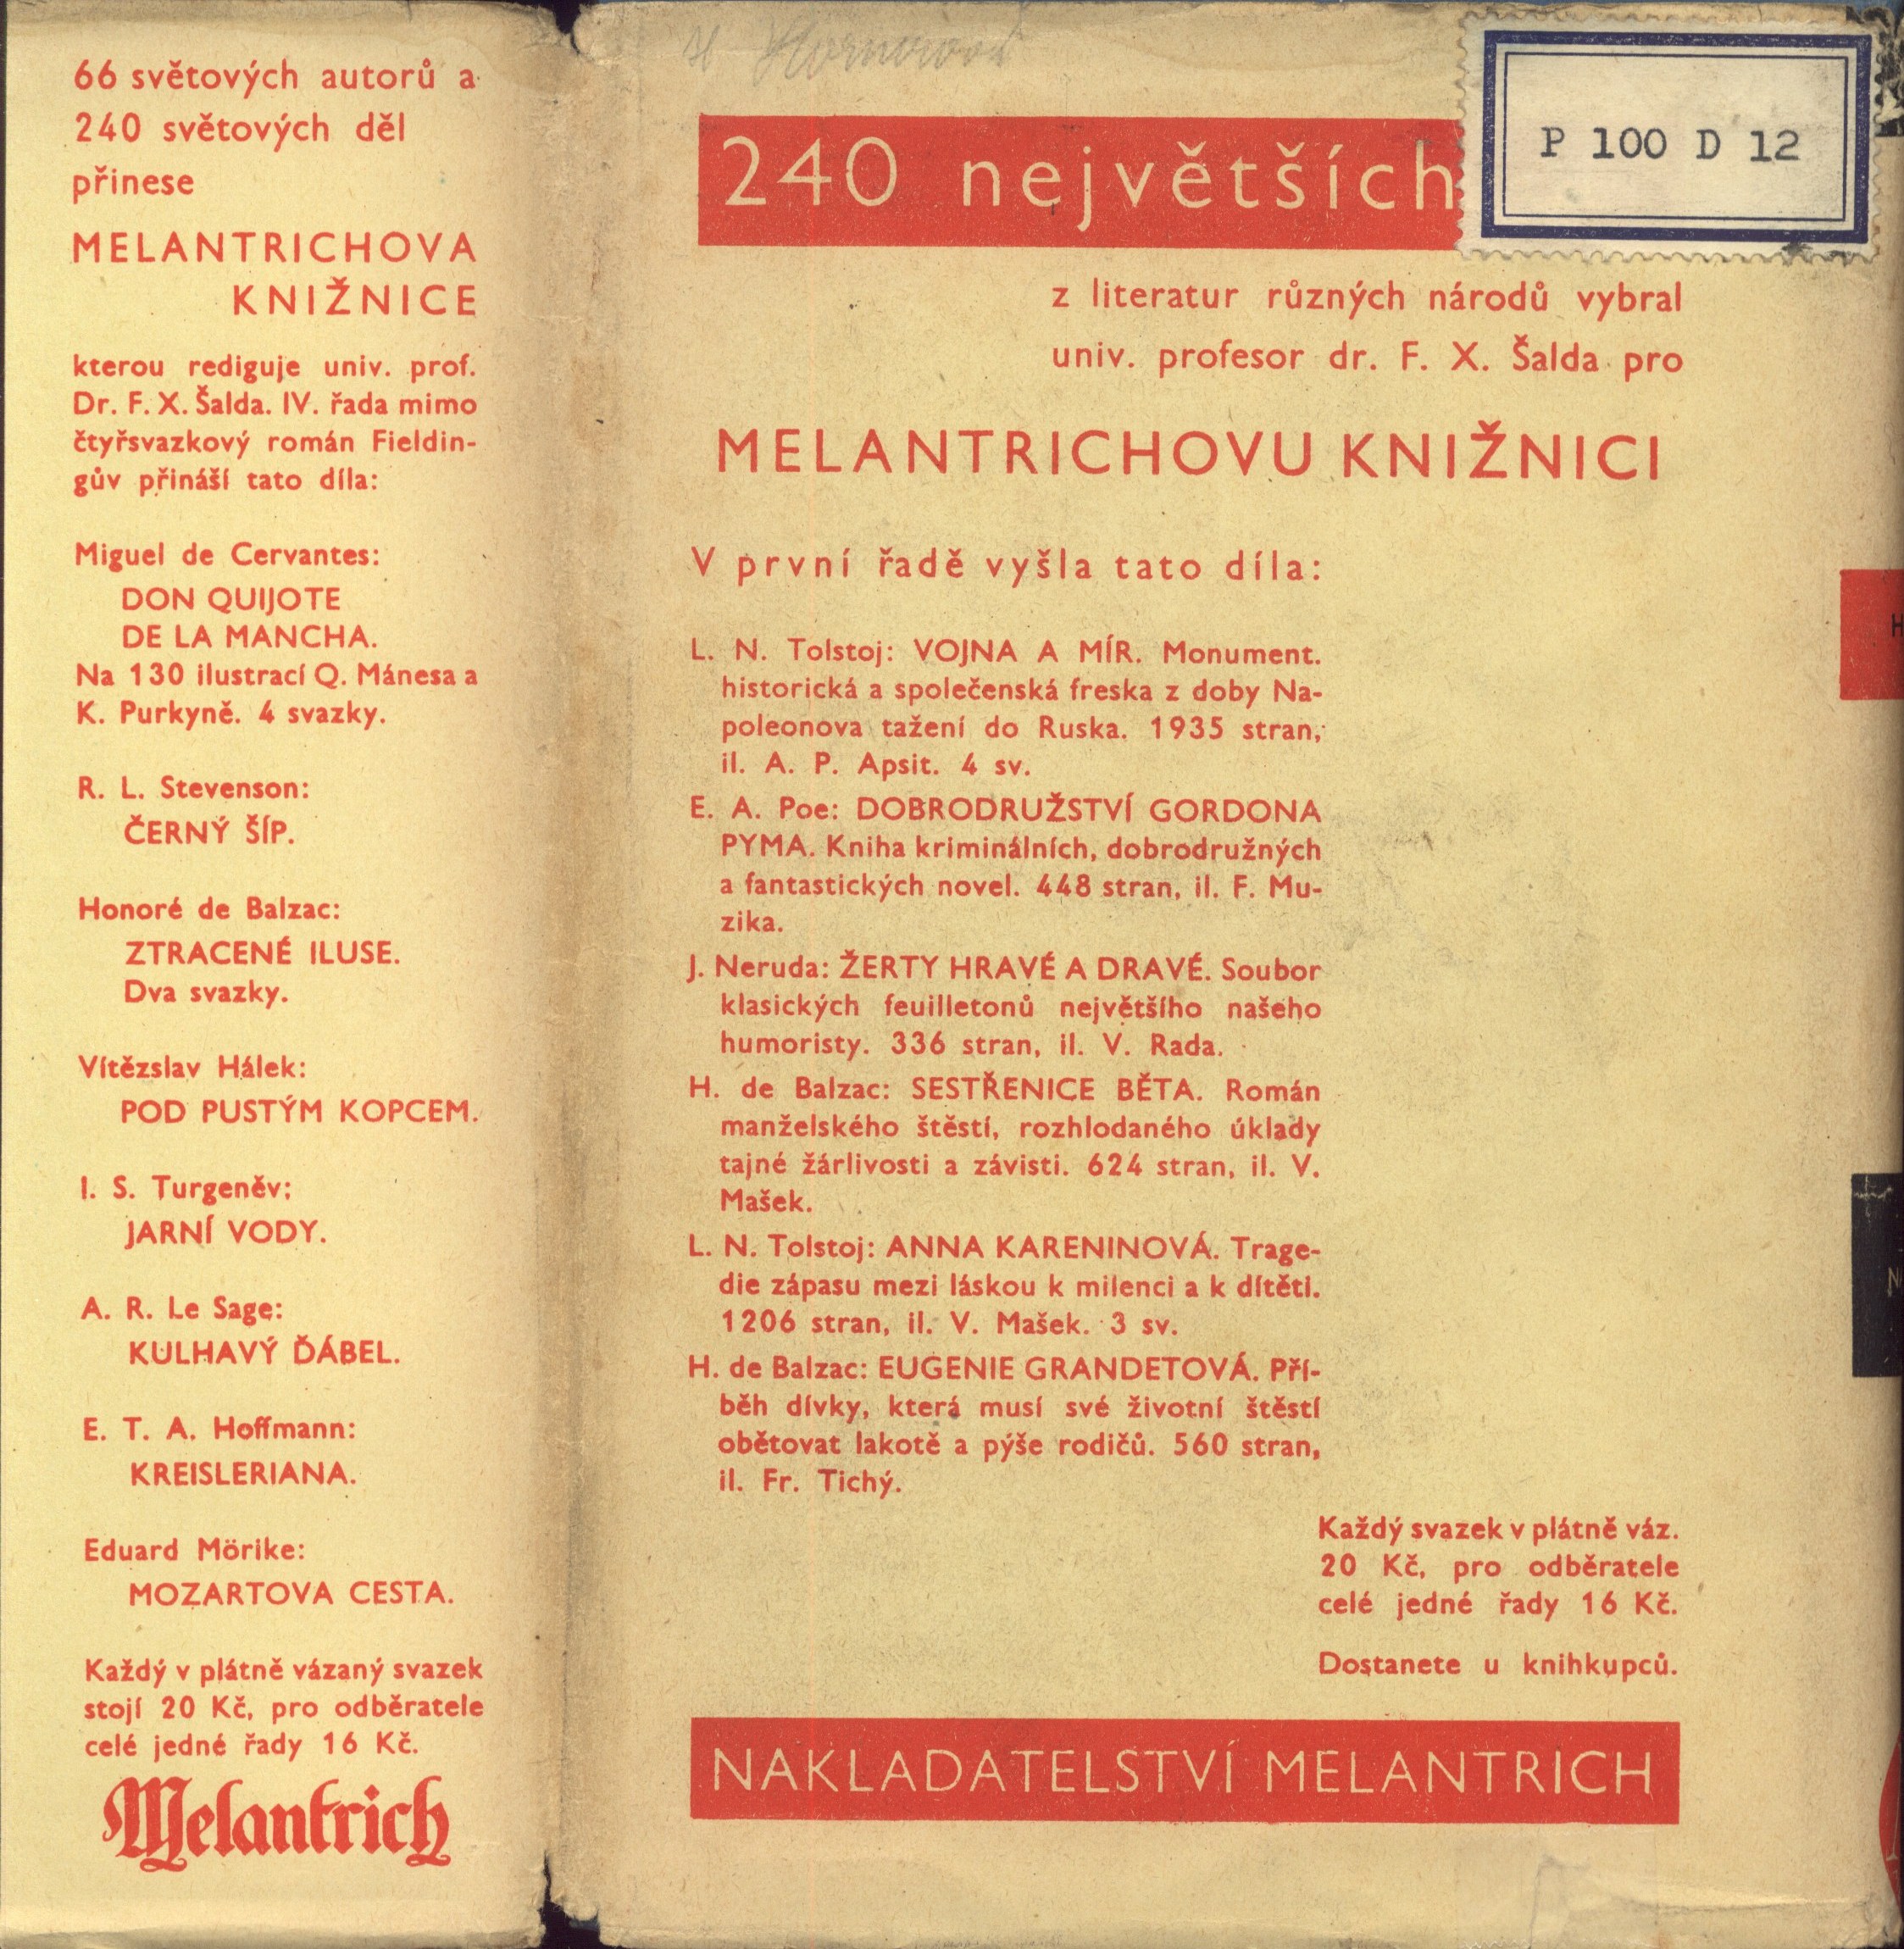 66 světových autorů a
240 světových děl
přinese
MELANTRICHOVA
KNIŽNICE
kterou rediguje univ. prof.
Dr. F. X. Šalda. IV. řada mimo
čtyřsvazkový román Fieldin-
gův přináší tato díla:
Miguel de Cervantes:
DON QUIJOTE
DE LA MANCHA.
Na 130 ilustrací Q. Mánesa a
K. Purkyně. 4 svazky.
R. L. Stevenson:
ČERNÝ ŠÍP.
Honoré de Balzac:
ZTRACENÉ ILUSE.
Dva svazky.
Vítězslav Hálek:
POD PUSTÝM KOPCEM.
I. S. Turgeněv:
JARNÍ VODY.
A. R. Le Sage:
KULHAVÝ ĎÁBEL.
E. T. A. Hoffmann:
KREISLERIANA.
Eduard Mörike:
MOZARTOVA CESTA.
Každý v plátně vázaný svazek
stojí 20 Kč, pro odběratele
celé jedné řady 16 Kč.
Melantrich
240 největších
P 100 D 12
z literatur různých národů vybral
univ. profesor dr. F. X. Šalda pro
MELANTRICHOVU KNIŽNICI
V první řadě vyšla tato díla:
L. N. Tolstoj: VOJNA A MÍR. Monument.
historická a společenská freska z doby Na-
poleonova tažení do Ruska. 1935 stran,
il. A. P. Apsit. 4 sv.
E. A. Poe: DOBRODRUŽSTVÍ GORDONA
PYMA. Kniha kriminálních, dobrodružných
a fantastických novel. 448 stran, il. F. Mu-
zika.
J. Neruda: ŽERTY HRAVÉ A DRAVÉ. Soubor
klasických feuilletonů největšího našeho
humoristy. 336 stran, il. V. Rada.
H. de Balzac: SESTŘENICE BĚTA. Román
manželského štěstí, rozhlodaného úklady
tajné žárlivosti a závisti. 624 stran, il. V.
Mašek.
L. N. Tolstoj: ANNA KARENINOVÁ. Trage-
die zápasu mezi láskou k milenci a k dítěti.
1206 stran, il. V. Mašek. 3 sv.
H. de Balzac: EUGENIE GRANDETOVÁ. Pří-
běh dívky, která musí své životní štěstí
obětovat lakotě a pýše rodičů. 560 stran,
il. Fr. Tichý.
Každý svazek v plátně váz.
20 Kč, pro odběratele
celé jedné řady 16 Kč.
Dostanete u knihkupců.
NAKLADATELSTVÍ MELANTRICH